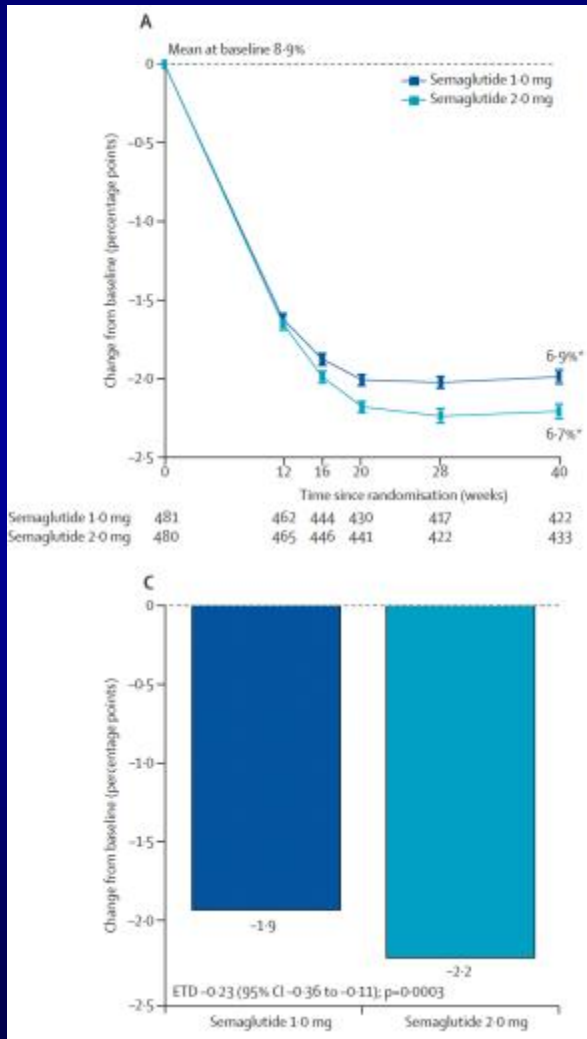 A
Mean at baseline 8·9%
0
Semaglutide 1·0 mg
Semaglutide 2·0 mg
−0·5
−1·0
−1·5
−2·0
−2·5
Change from baseline (percentage points)
6·9%*
6·7%*
0 12 16 20 28 40
Time since randomisation (weeks)
Semaglutide 1·0 mg 481 462 444 430 417 422
Semaglutide 2·0 mg 480 465 446 441 422 433
C
0
−0·5
−1·0
−1·5
−2·0
−2·5
Change from baseline (percentage points)
−1·9
−2·2
ETD −0·23 (95% CI −0·36 to −0·11); p=0·0003
Semaglutide 1·0 mg Semaglutide 2·0 mg